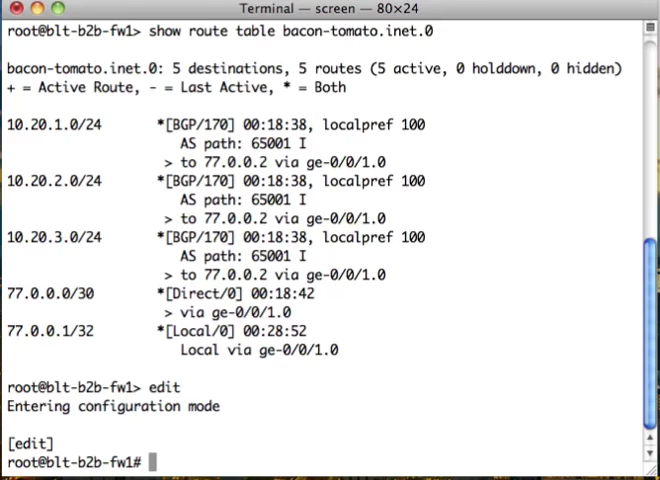 Terminal — screen — 80×24
root@blt-b2b-fw1> show route table bacon-tomato.inet.0
bacon-tomato.inet.0: 5 destinations, 5 routes (5 active, 0 holddown, 0 hidden)
+ = Active Route, - = Last Active, * = Both
10.20.1.0/24       *[BGP/170] 00:18:38, localpref 100
AS path: 65001 I
> to 77.0.0.2 via ge-0/0/1.0
10.20.2.0/24       *[BGP/170] 00:18:38, localpref 100
AS path: 65001 I
> to 77.0.0.2 via ge-0/0/1.0
10.20.3.0/24       *[BGP/170] 00:18:38, localpref 100
AS path: 65001 I
> to 77.0.0.2 via ge-0/0/1.0
77.0.0.0/30        *[Direct/0] 00:18:42
> via ge-0/0/1.0
77.0.0.1/32        *[Local/0] 00:28:52
Local via ge-0/0/1.0
root@blt-b2b-fw1> edit
Entering configuration mode
[edit]
root@blt-b2b-fw1#